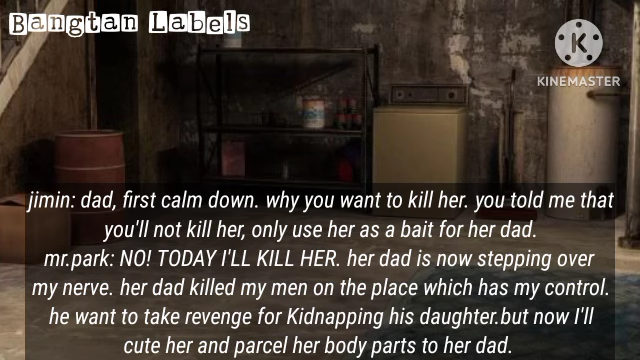 Bangtan Labels
K
KINEMASTER
jimin: dad, first calm down. why you want to kill her. you told me that
you'll not kill her, only use her as a bait for her dad.
mr.park: NO! TODAY I'LL KILL HER. her dad is now stepping over
my nerve. her dad killed my men on the place which has my control.
he want to take revenge for Kidnapping his daughter.but now I'll
cute her and parcel her body parts to her dad.